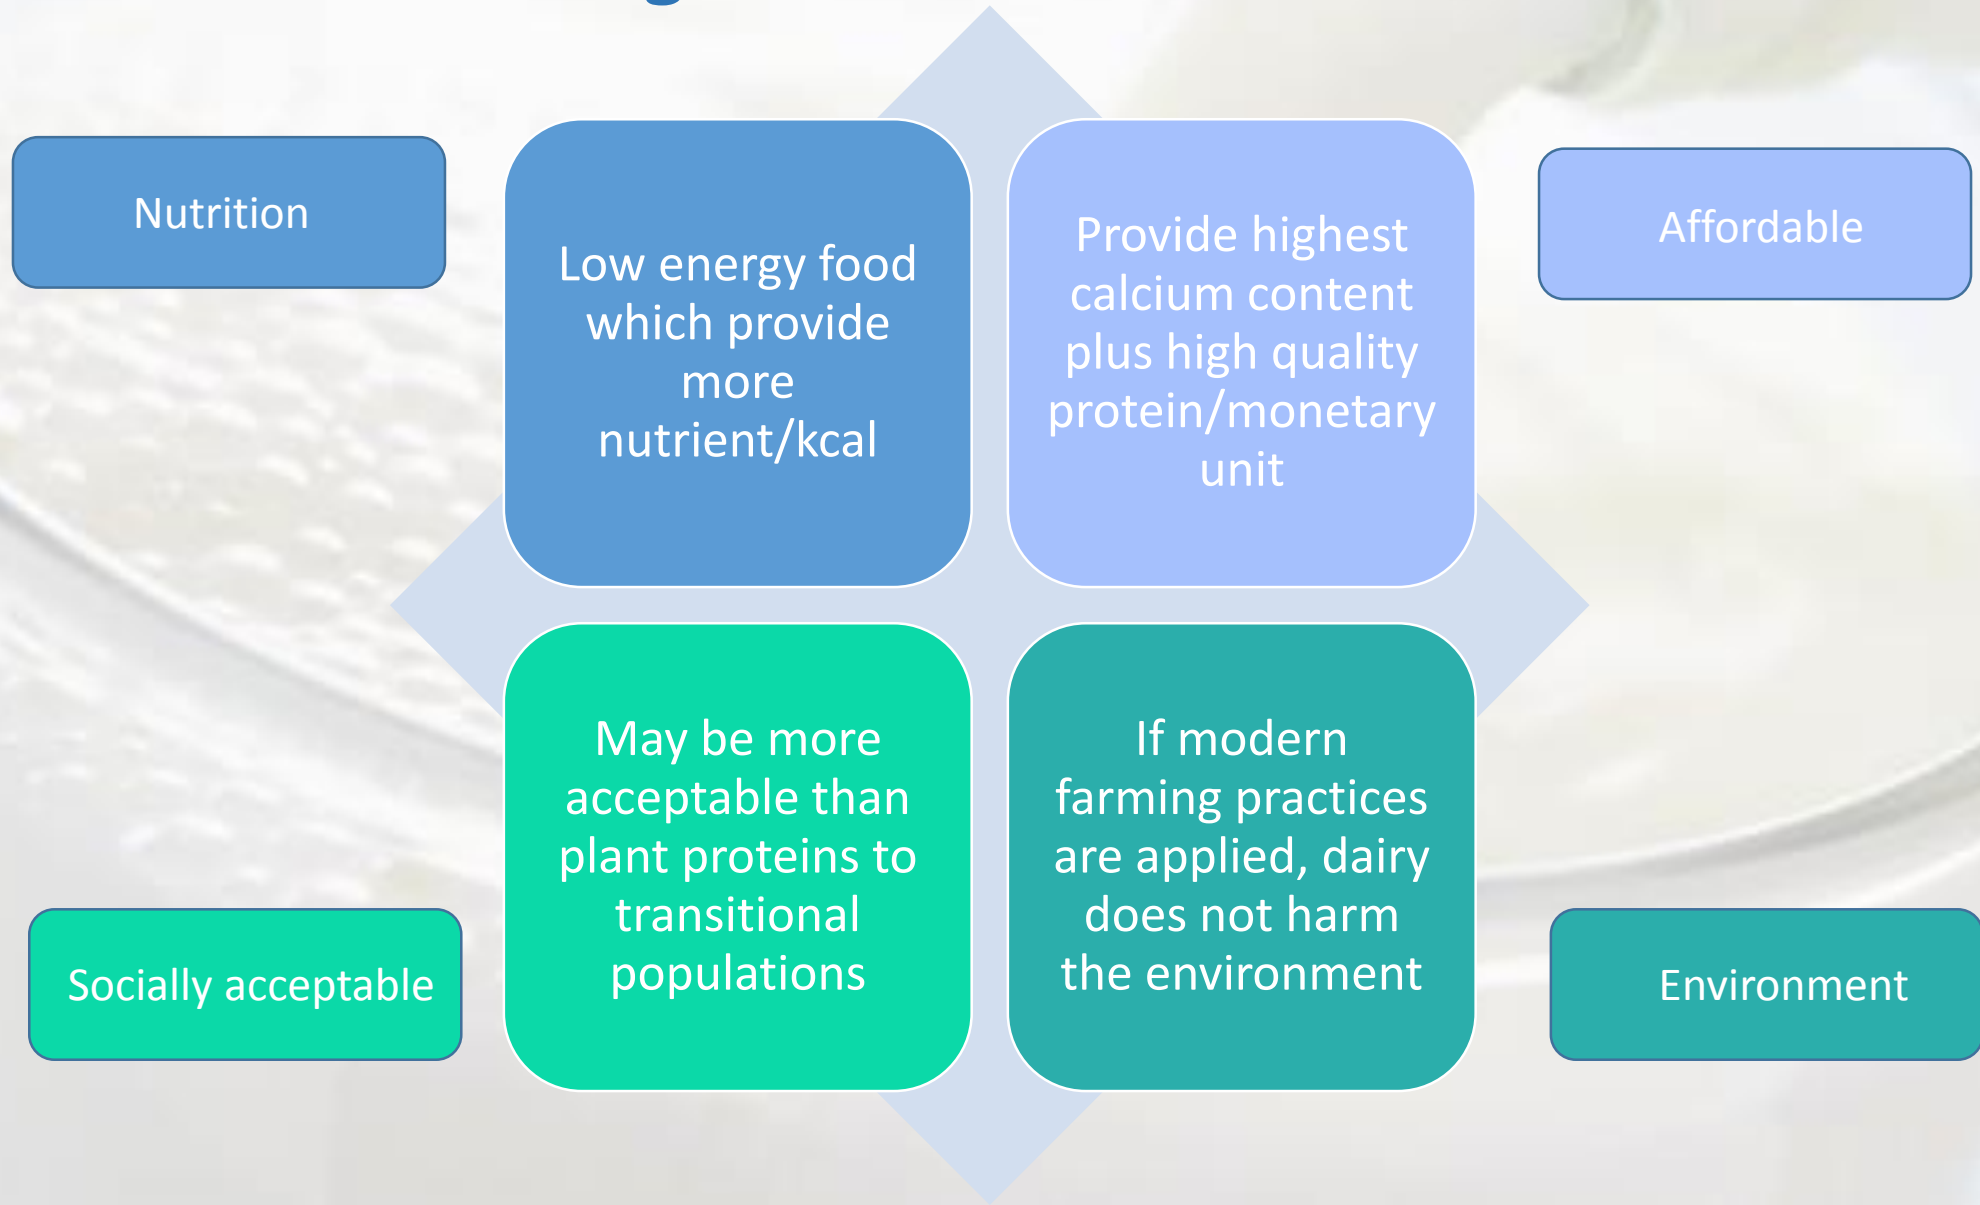 Nutrition
Low energy food
which provide
more
nutrient/kcal
Provide highest
calcium content
plus high quality
protein/monetary
unit
Affordable
Socially acceptable
May be more
acceptable than
plant proteins to
transitional
populations
If modern
farming practices
are applied, dairy
does not harm
the environment
Environment